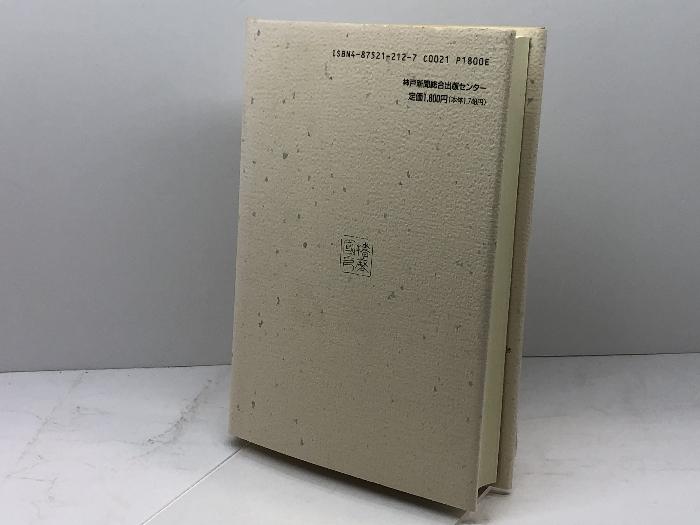 ISBN4-87521-212-7 C0021 P1800E
神戸新聞総合出版センター
定価1,800円(本体1,748円)